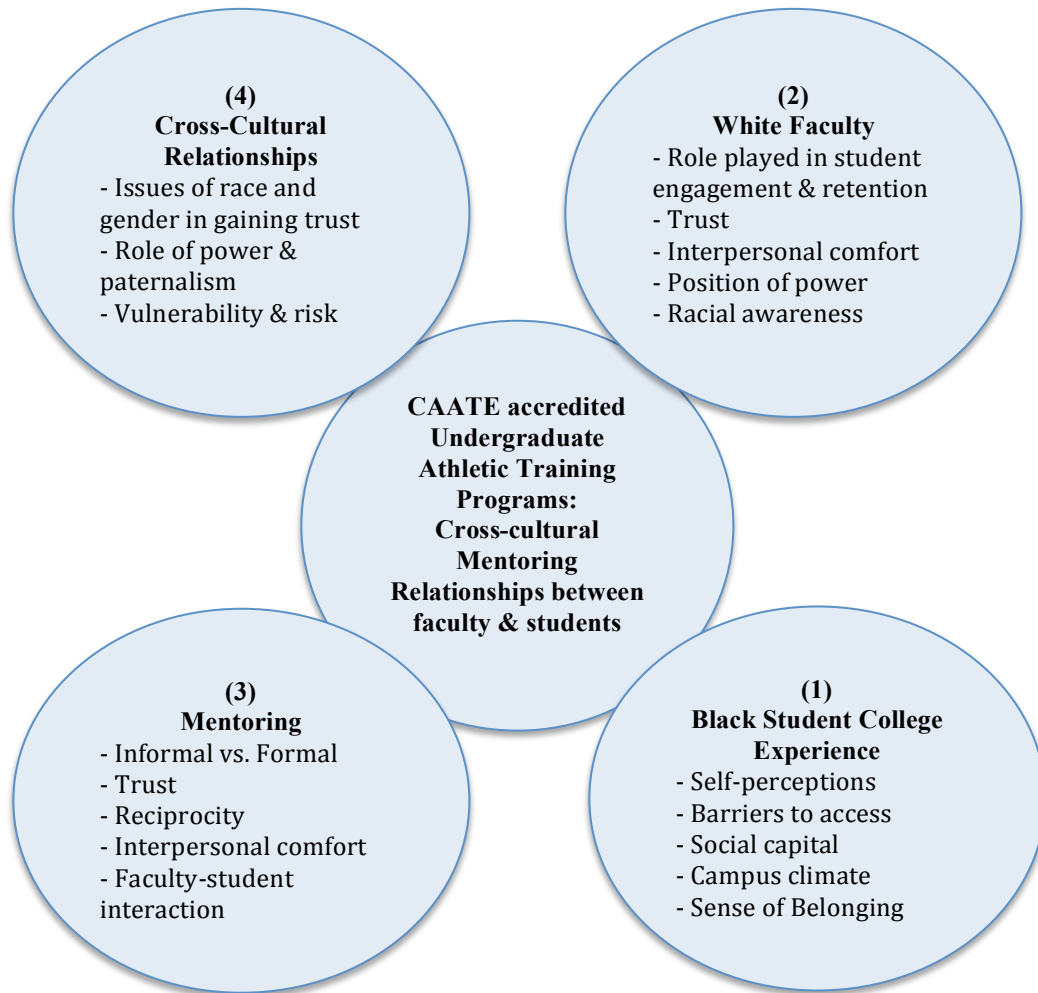 (4)
Cross-Cultural
Relationships
- Issues of race and
gender in gaining trust
- Role of power &
paternalism
- Vulnerability & risk
(2)
White Faculty
- Role played in student
engagement & retention
- Trust
- Interpersonal comfort
- Position of power
- Racial awareness
CAATE accredited
Undergraduate
Athletic Training
Programs:
Cross-cultural
Mentoring
Relationships between
faculty & students
(3)
Mentoring
- Informal vs. Formal
- Trust
- Reciprocity
- Interpersonal comfort
- Faculty-student
interaction
(1)
Black Student College
Experience
- Self-perceptions
- Barriers to access
- Social capital
- Campus climate
- Sense of Belonging